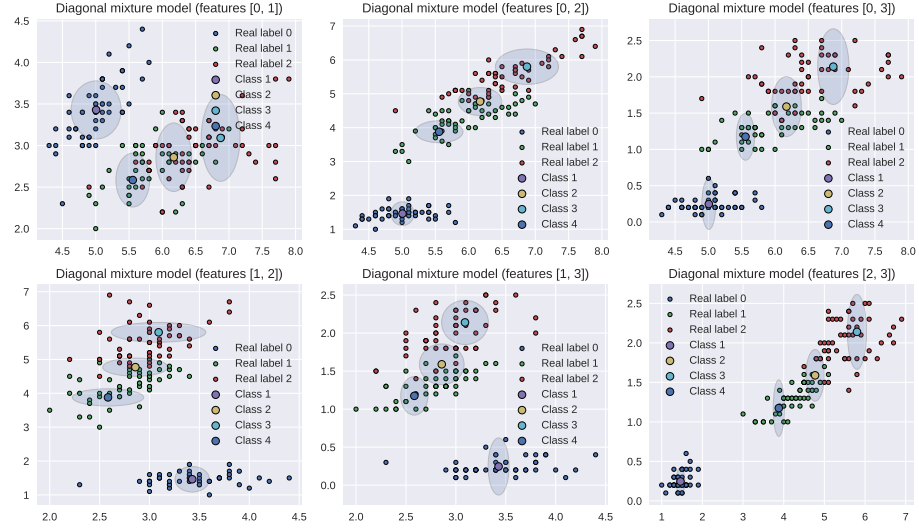 Diagonal mixture model (features [0, 1])
4.5
4.0
3.5
3.0
2.5
2.0
4.5 5.0 5.5 6.0 6.5 7.0 7.5 8.0
Real label 0
Real label 1
Real label 2
Class 1
Class 2
Class 3
Class 4
Diagonal mixture model (features [0, 2])
7
6
5
4
3
2
1
4.5 5.0 5.5 6.0 6.5 7.0 7.5 8.0
Real label 0
Real label 1
Real label 2
Class 1
Class 2
Class 3
Class 4
Diagonal mixture model (features [0, 3])
2.5
2.0
1.5
1.0
0.5
0.0
4.5 5.0 5.5 6.0 6.5 7.0 7.5 8.0
Real label 0
Real label 1
Real label 2
Class 1
Class 2
Class 3
Class 4
Diagonal mixture model (features [1, 2])
7
6
5
4
3
2
1
2.0 2.5 3.0 3.5 4.0 4.5
Real label 0
Real label 1
Real label 2
Class 1
Class 2
Class 3
Class 4
Diagonal mixture model (features [1, 3])
2.5
2.0
1.5
1.0
0.5
0.0
2.0 2.5 3.0 3.5 4.0 4.5
Real label 0
Real label 1
Real label 2
Class 1
Class 2
Class 3
Class 4
Diagonal mixture model (features [2, 3])
2.5
2.0
1.5
1.0
0.5
0.0
1 2 3 4 5 6 7
Real label 0
Real label 1
Real label 2
Class 1
Class 2
Class 3
Class 4